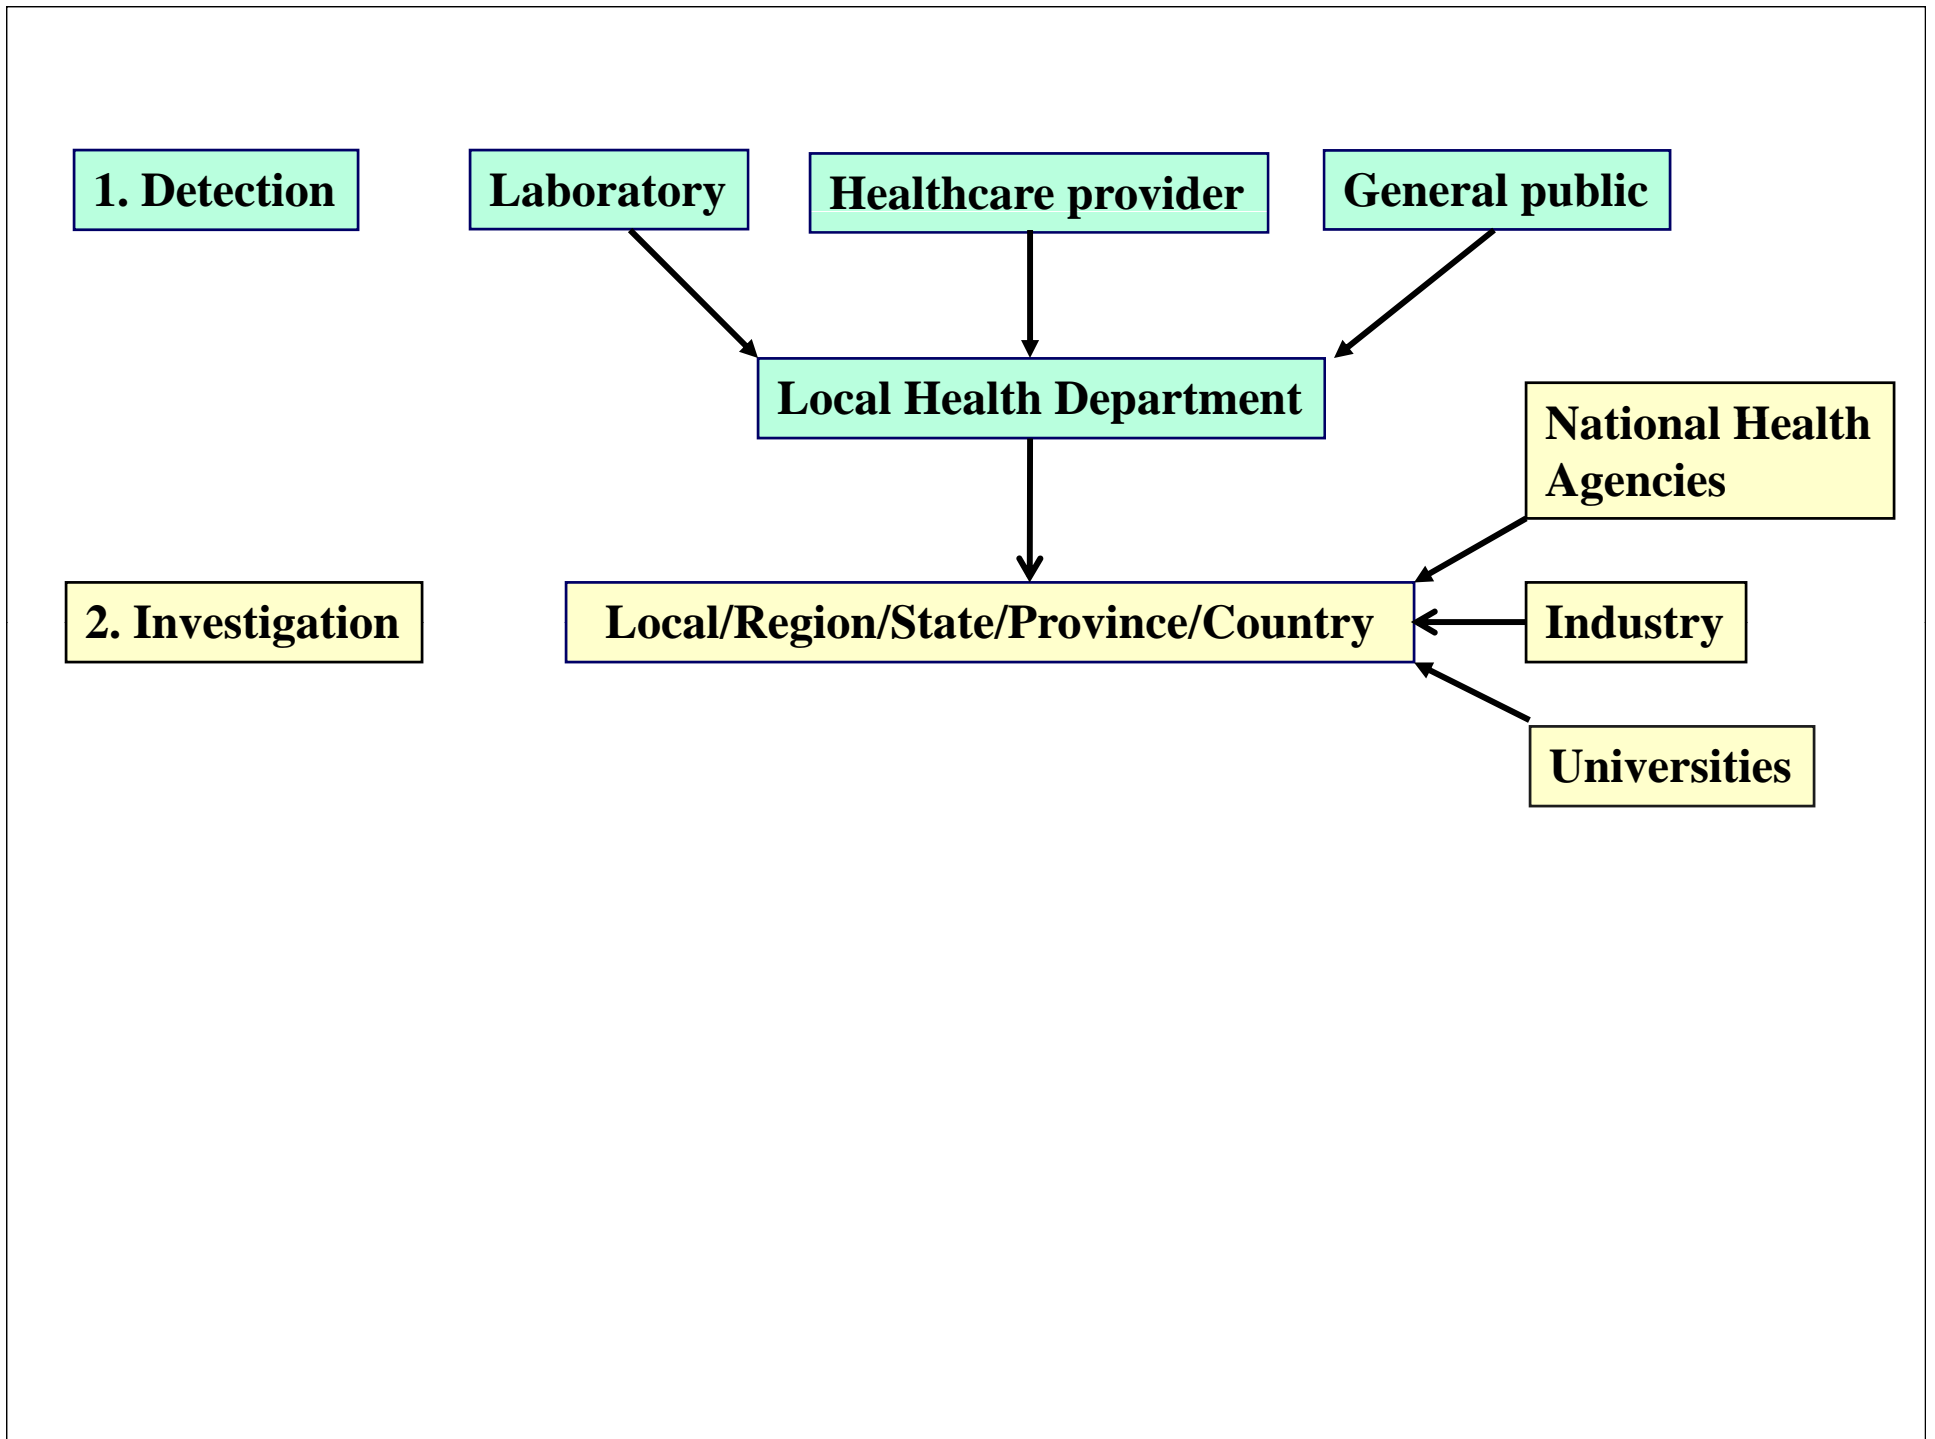 1. Detection
Laboratory
Healthcare provider
General public
Local Health Department
National Health
Agencies
2. Investigation
Local/Region/State/Province/Country
Industry
Universities